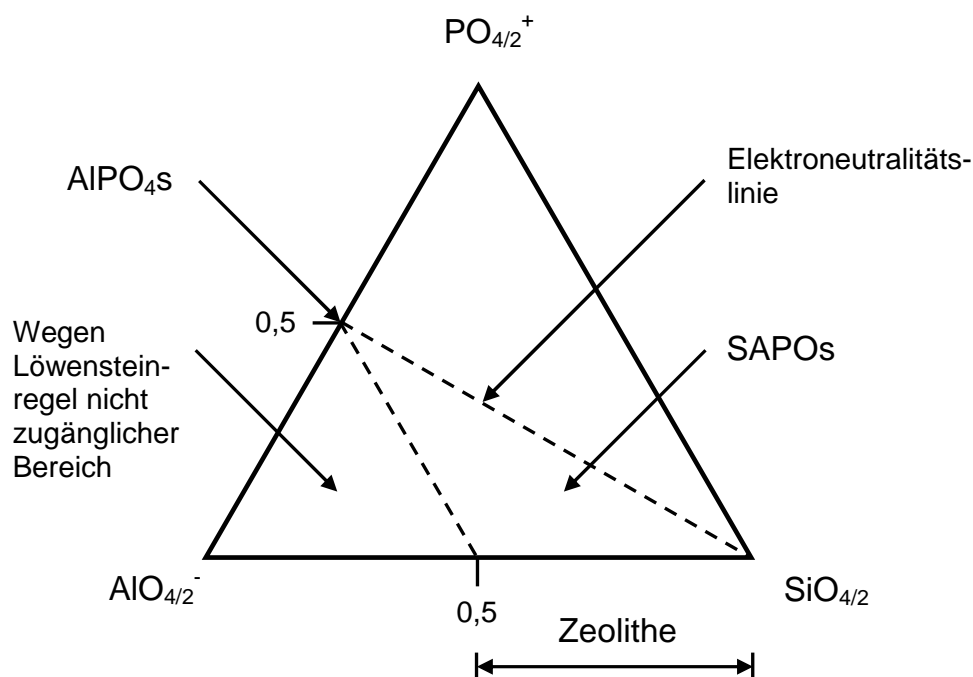 PO₄/₂⁺
AlPO₄s
Elektroneutralitäts-
linie
0,5
Wegen
Löwenstein-
regel nicht
zugänglicher
Bereich
SAPOs
AlO₄/₂⁻
0,5
SiO₄/₂
Zeolithe